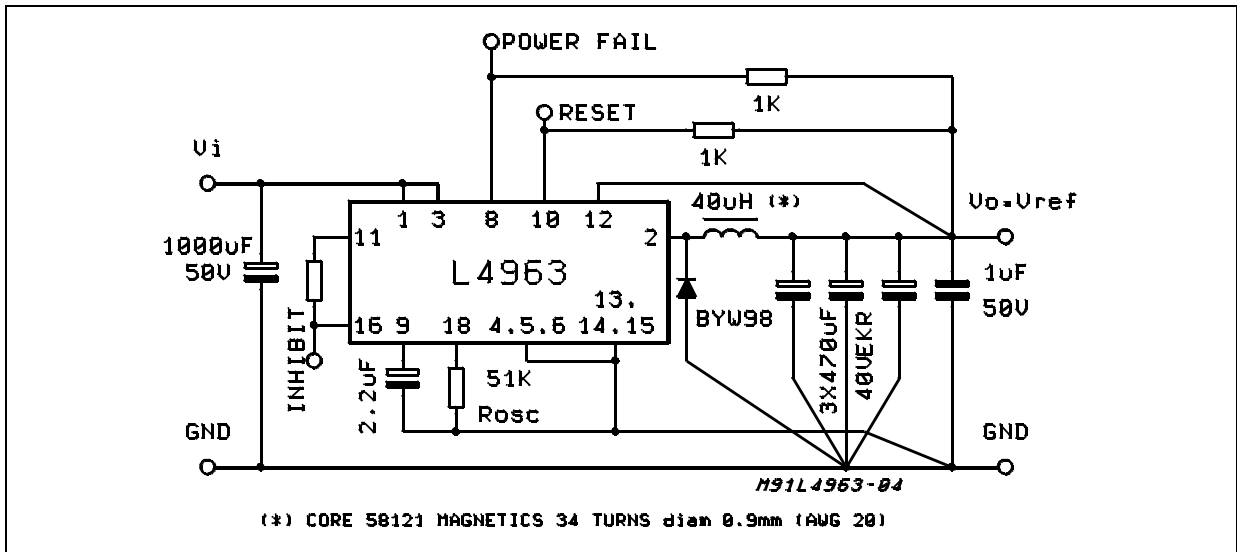 POWER FAIL
1K
RESET
1K
Vi
40uH (*)
Vo=Vref
1 3 8 10 12
2
11
1000uF
50V
L4963
1uF
50V
13.
BYW98
16 9 18 4.5.6 14.15
INHIBIT
2.2uF
51K
Rosc
3X470uF
40VEKR
GND
GND
M91L4963-04
(*) CORE 58121 MAGNETICS 34 TURNS diam 0.9mm (AWG 20)